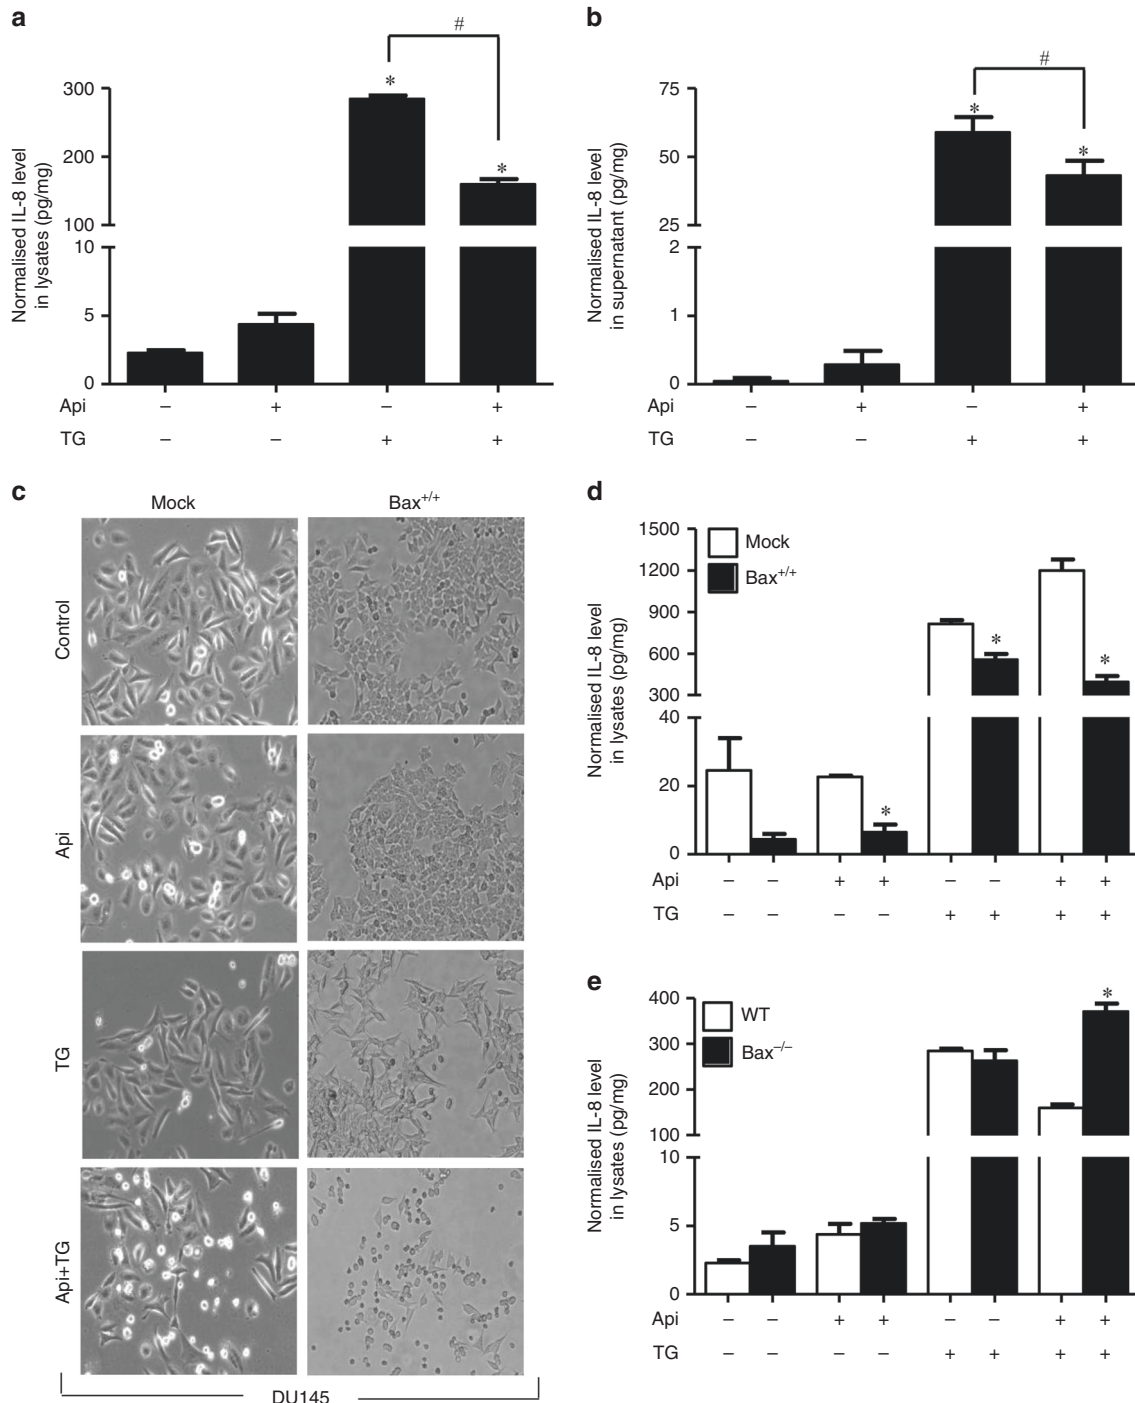 a
#
*
*
300
200
100
10
5
0
Normalised IL-8 level
in lysates (pg/mg)
Api – + – +
TG – – + +
b
#
*
*
75
50
25
2
1
0
Normalised IL-8 level
in supernatant (pg/mg)
Api – + – +
TG – – + +
c
Mock Bax+/+
Control
Api
TG
Api+TG
DU145
d
Mock
Bax+/+
1500
1200
900
600
300
40
20
0
*
*
*
Normalised IL-8 level
in lysates (pg/mg)
Api – – + + – – + +
TG – – – – + + + +
e
WT
Bax–/–
400
300
200
100
10
5
0
*
Normalised IL-8 level
in lysates (pg/mg)
Api – – + + – – + +
TG – – – – + + + +